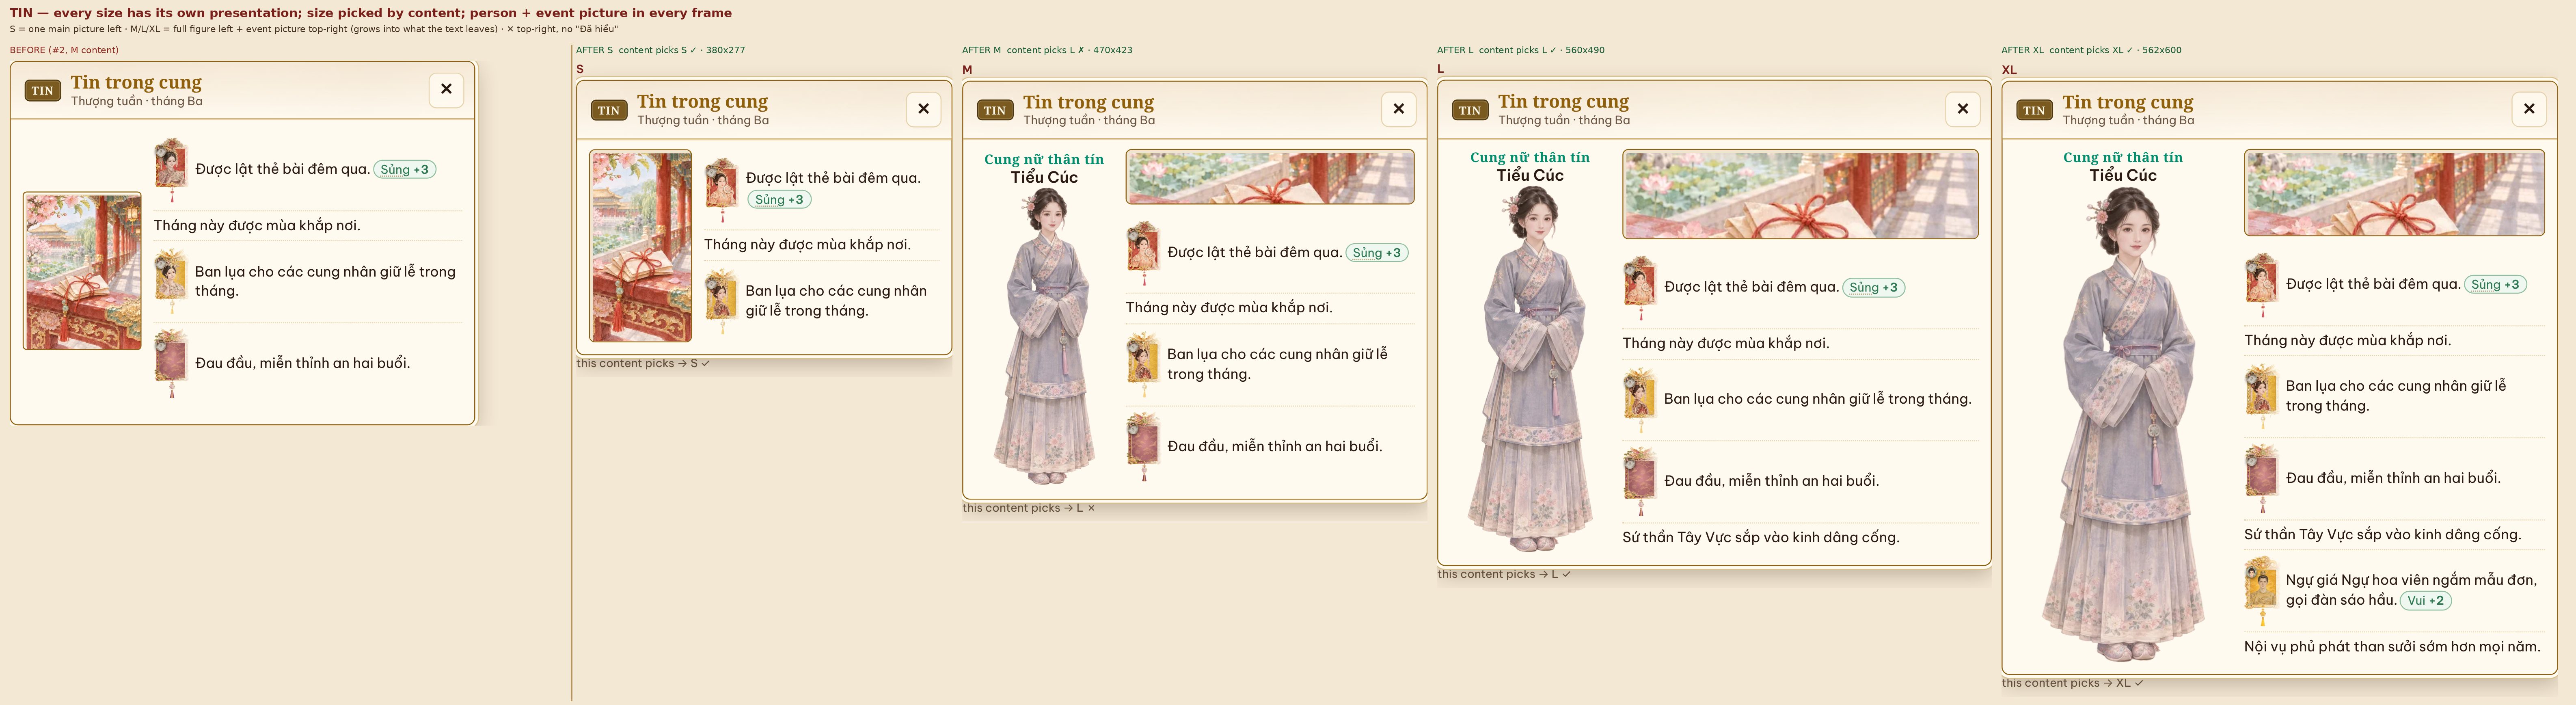 TIN — every size has its own presentation; size picked by content; person + event picture in every frame
S = one main picture left · M/L/XL = full figure left + event picture top-right (grows into what the text leaves) · ✕ top-right, no "Đã hiểu"
BEFORE (#2, M content)
TIN
Tin trong cung
Thượng tuần · tháng Ba
✕
Được lật thẻ bài đêm qua. Sủng +3
Tháng này được mùa khắp nơi.
Ban lụa cho các cung nhân giữ lễ trong
tháng.
Đau đầu, miễn thỉnh an hai buổi.
AFTER S content picks S ✓ · 380x277
S
TIN
Tin trong cung
Thượng tuần · tháng Ba
✕
Được lật thẻ bài đêm qua.
Sủng +3
Tháng này được mùa khắp nơi.
Ban lụa cho các cung nhân
giữ lễ trong tháng.
this content picks → S ✓
AFTER M content picks L ✗ · 470x423
M
TIN
Tin trong cung
Thượng tuần · tháng Ba
✕
Cung nữ thân tín
Tiểu Cúc
Được lật thẻ bài đêm qua. Sủng +3
Tháng này được mùa khắp nơi.
Ban lụa cho các cung nhân giữ lễ
trong tháng.
Đau đầu, miễn thỉnh an hai buổi.
this content picks → L ×
AFTER L content picks L ✓ · 560x490
L
TIN
Tin trong cung
Thượng tuần · tháng Ba
✕
Cung nữ thân tín
Tiểu Cúc
Được lật thẻ bài đêm qua. Sủng +3
Tháng này được mùa khắp nơi.
Ban lụa cho các cung nhân giữ lễ trong tháng.
Đau đầu, miễn thỉnh an hai buổi.
Sứ thần Tây Vực sắp vào kinh dâng cống.
this content picks → L ✓
AFTER XL content picks XL ✓ · 562x600
XL
TIN
Tin trong cung
Thượng tuần · tháng Ba
✕
Cung nữ thân tín
Tiểu Cúc
Được lật thẻ bài đêm qua. Sủng +3
Tháng này được mùa khắp nơi.
Ban lụa cho các cung nhân giữ lễ
trong tháng.
Đau đầu, miễn thỉnh an hai buổi.
Sứ thần Tây Vực sắp vào kinh dâng cống.
Ngự giá Ngự hoa viên ngắm mẫu đơn,
gọi đàn sáo hầu. Vui +2
Nội vụ phủ phát than sưởi sớm hơn mọi năm.
this content picks → XL ✓